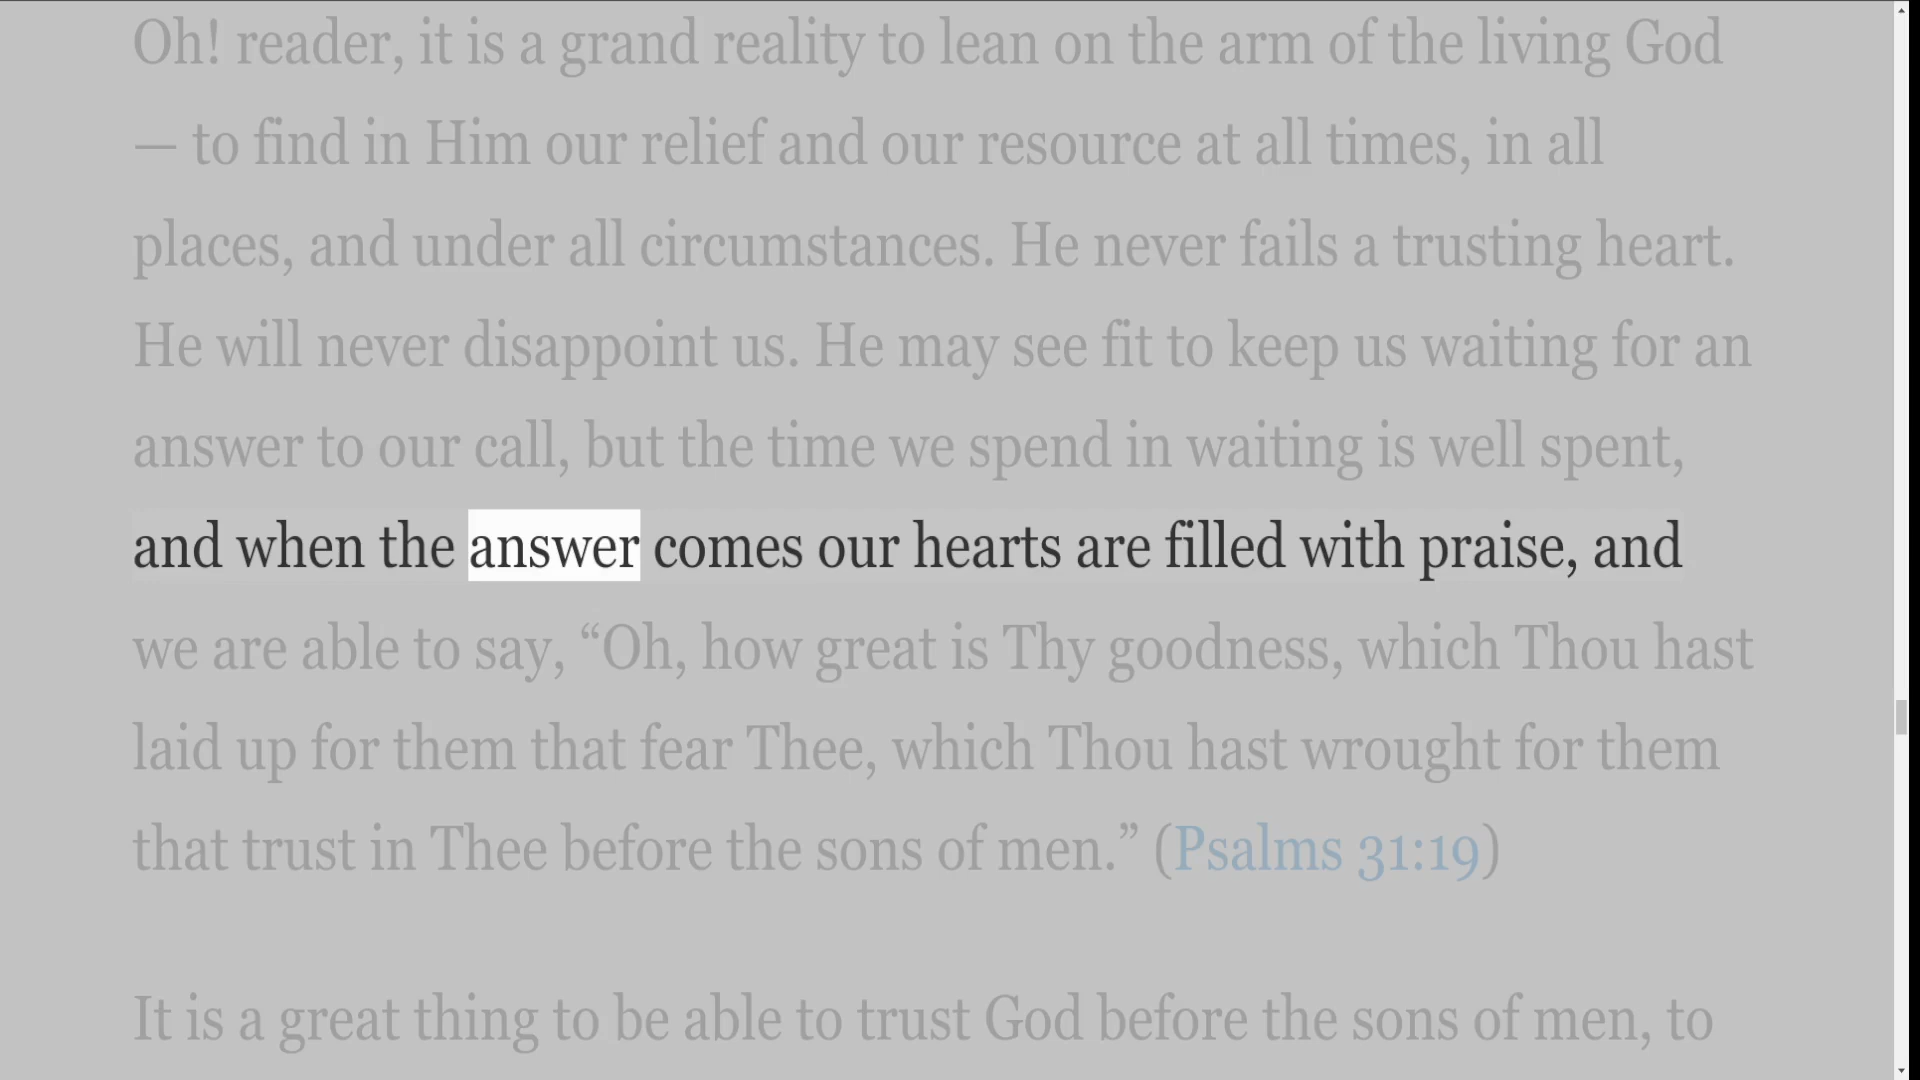 Oh! reader, it is a grand reality to lean on the arm of the living God
— to find in Him our relief and our resource at all times, in all
places, and under all circumstances. He never fails a trusting heart.
He will never disappoint us. He may see fit to keep us waiting for an
answer to our call, but the time we spend in waiting is well spent,
and when the answer comes our hearts are filled with praise, and
we are able to say, “Oh, how great is Thy goodness, which Thou hast
laid up for them that fear Thee, which Thou hast wrought for them
that trust in Thee before the sons of men.” (Psalms 31:19)
It is a great thing to be able to trust God before the sons of men, to